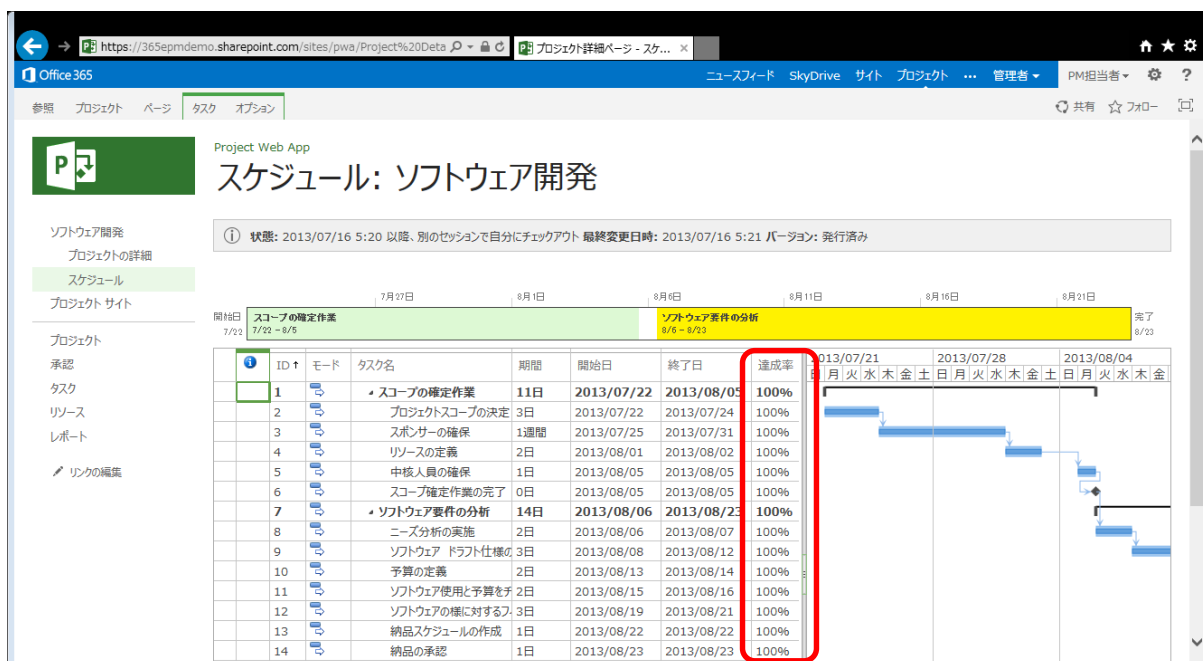 https://365epmdemo.sharepoint.com/sites/pwa/Project%20Deta
プロジェクト詳細ページ - スケ... ×
Office 365 ニュースフィード SkyDrive サイト プロジェクト ... 管理者 PM担当者 ?
参照 プロジェクト ページ タスク オプション 共有 フォロー
Project Web App
スケジュール: ソフトウェア開発
状態: 2013/07/16 5:20 以降、別のセッションで自分にチェックアウト 最終変更日時: 2013/07/16 5:21 バージョン: 発行済み
ソフトウェア開発
プロジェクトの詳細
スケジュール
プロジェクト サイト
プロジェクト
承認
タスク
リソース
レポート
リンクの編集
7月27日 8月1日 8月6日 8月11日 8月16日 8月21日
開始日 スコープの確定作業 ソフトウェア要件の分析 完了
7/22 7/22 - 8/5 8/6 - 8/23 8/23
ID モード タスク名 期間 開始日 終了日 達成率 2013/07/21 2013/07/28 2013/08/04
日 月 火 水 木 金 土 日 月 火 水 木 金 土 日 月 火 水 木 金
1 スコープの確定作業 11日 2013/07/22 2013/08/05 100%
2 プロジェクトスコープの決定 3日 2013/07/22 2013/07/24 100%
3 スポンサーの確保 1週間 2013/07/25 2013/07/31 100%
4 リソースの定義 2日 2013/08/01 2013/08/02 100%
5 中核人員の確保 1日 2013/08/05 2013/08/05 100%
6 スコープ確定作業の完了 0日 2013/08/05 2013/08/05 100%
7 ソフトウェア要件の分析 14日 2013/08/06 2013/08/23 100%
8 ニーズ分析の実施 2日 2013/08/06 2013/08/07 100%
9 ソフトウェア ドラフト仕様の 3日 2013/08/08 2013/08/12 100%
10 予算の定義 2日 2013/08/13 2013/08/14 100%
11 ソフトウェア使用と予算をチ 2日 2013/08/15 2013/08/16 100%
12 ソフトウェアの様に対するフ 3日 2013/08/19 2013/08/21 100%
13 納品スケジュールの作成 1日 2013/08/22 2013/08/22 100%
14 納品の承認 1日 2013/08/23 2013/08/23 100%